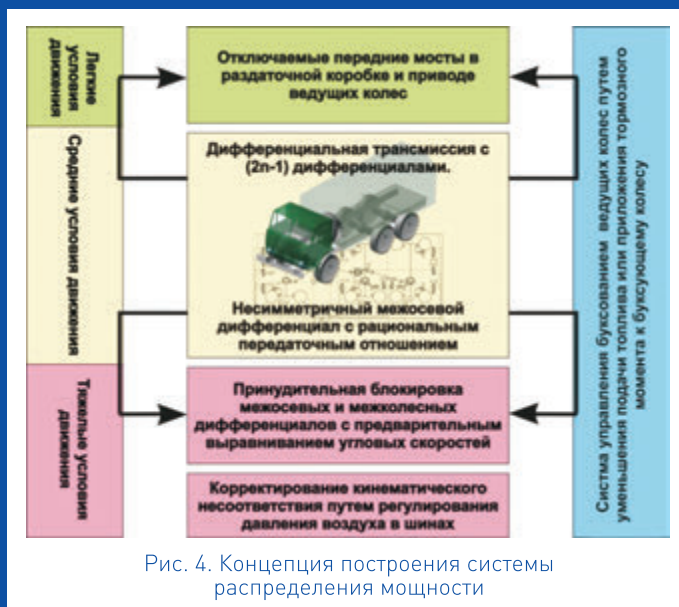 Легкие
условия
движения
Отключаемые передние мосты в
раздаточной коробке и приводе
ведущих колес
Средние условия движения
Дифференциальная трансмиссия с
(2n-1) дифференциалами.
Несимметричный межосевой
дифференциал с рациональным
передаточным отношением
Тяжелые условия
движения
Принудительная блокировка
межосевых и межколесных
дифференциалов с предварительным
выравниванием угловых скоростей
Корректирование кинематического
несоответствия путем регулирования
давления воздуха в шинах
Систма управления буксованием ведущих колес путем
уменьшения подачи топлива или приложения тормозного
момента к буксующему колесу
Рис. 4. Концепция построения системы
распределения мощности